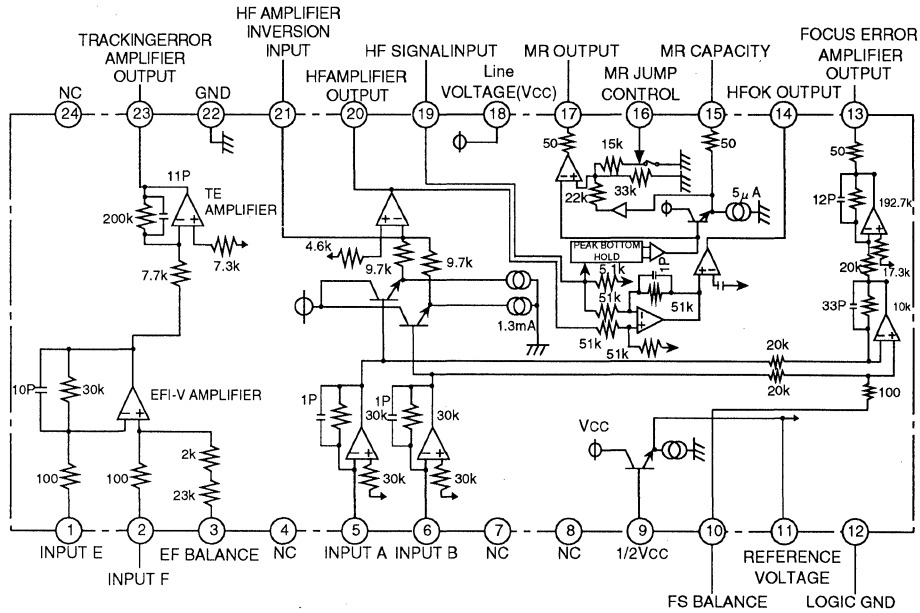 HF AMPLIFIER
INVERSION
INPUT
FOCUS ERROR
AMPLIFIER
OUTPUT
TRACKINGERROR
AMPLIFIER
OUTPUT
HF SIGNALINPUT
MR OUTPUT
MR CAPACITY
NC
GND
HFAMPLIFIER
OUTPUT
Line
VOLTAGE(VCC)
MR JUMP
CONTROL
HFOK OUTPUT
24
23
22
21
20
19
18
17
16
15
14
13
50
15k
50
50
11P
TE
AMPLIFIER
200k
7.3k
7.7k
33k
22k
5μA
12P
192.7k
4.6k
9.7k
9.7k
PEAK BOTTOM
HOLD
5.1k
1P
20k
17.3k
51k
51k
33P
10k
1.3mA
51k
51k
20k
20k
100
10P
30k
EFI-V AMPLIFIER
1P
30k
1P
30k
VCC
100
100
2k
23k
30k
30k
1
2
3
4
5
6
7
8
9
10
11
12
INPUT E
EF BALANCE
NC
INPUT A
INPUT B
NC
NC
1/2VCC
REFERENCE
VOLTAGE
INPUT F
FS BALANCE
LOGIC GND